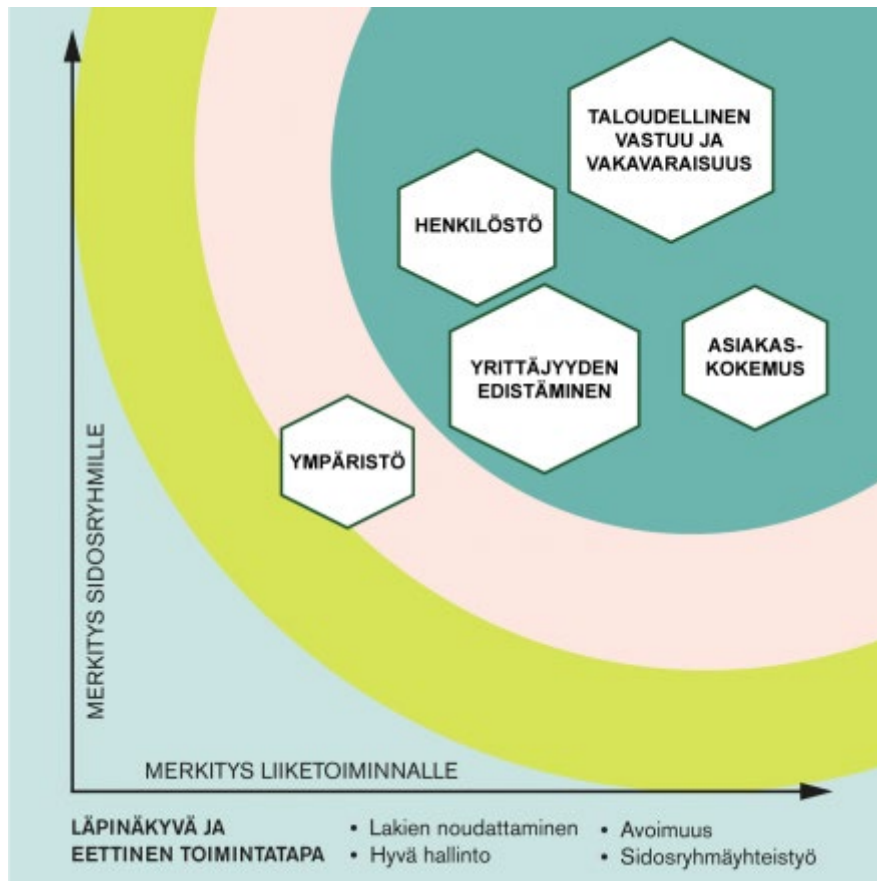 TALOUDELLINEN
VASTUU JA
VAKAVARAISUUS
HENKILÖSTÖ
YRITTÄJYYDEN
EDISTÄMINEN
ASIAKAS-
KOKEMUS
YMPÄRISTÖ
MERKITYS SIDOSRYHMILLE
MERKITYS LIIKETOIMINNALLE
LÄPINÄKYVÄ JA
EETTINEN TOIMINTATAPA
• Lakien noudattaminen
• Hyvä hallinto
• Avoimuus
• Sidosryhmäyhteistyö